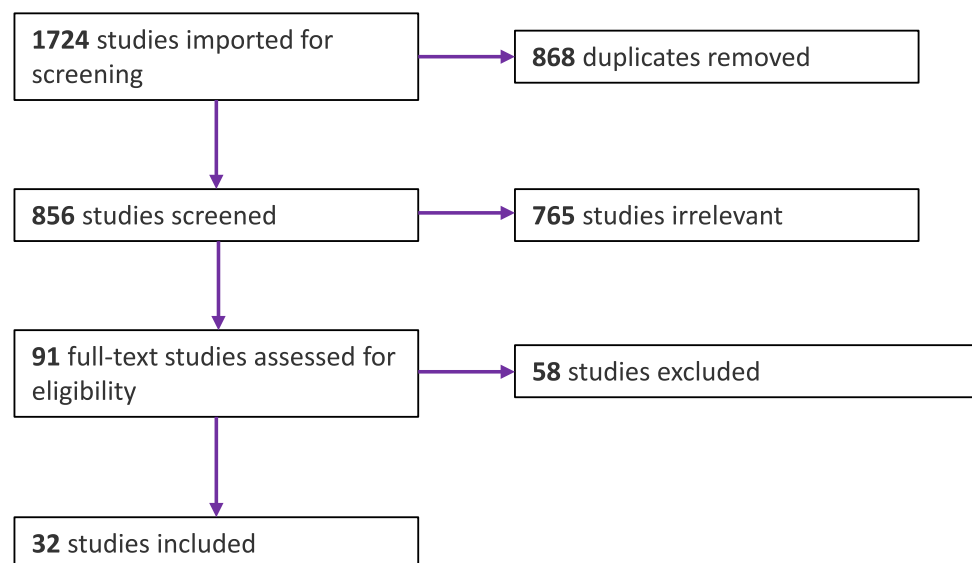 1724 studies imported for
screening
868 duplicates removed
856 studies screened
765 studies irrelevant
91 full-text studies assessed for
eligibility
58 studies excluded
32 studies included